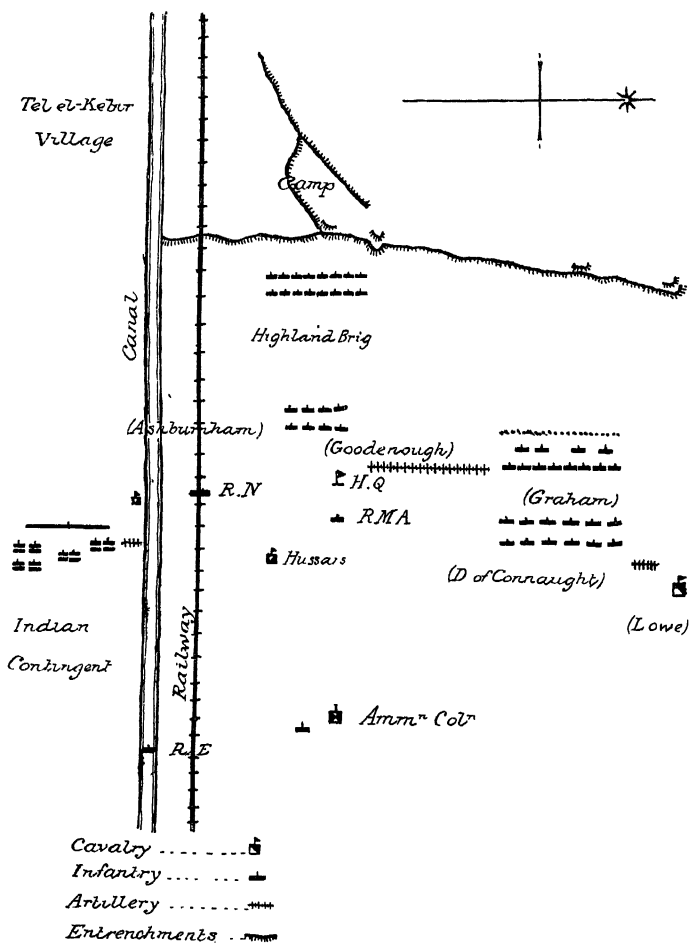 Tel el-Kebir
Village
Camp
Canal
Highland Brig
(Ashburnham)
(Goodenough)
R.N
H.Q
(Graham)
RMA
Hussars
(D of Connaught)
Indian
Contingent
(Lowe)
Railway
Ammn Coln
R.E
Cavalry
Infantry
Artillery
Entrenchments